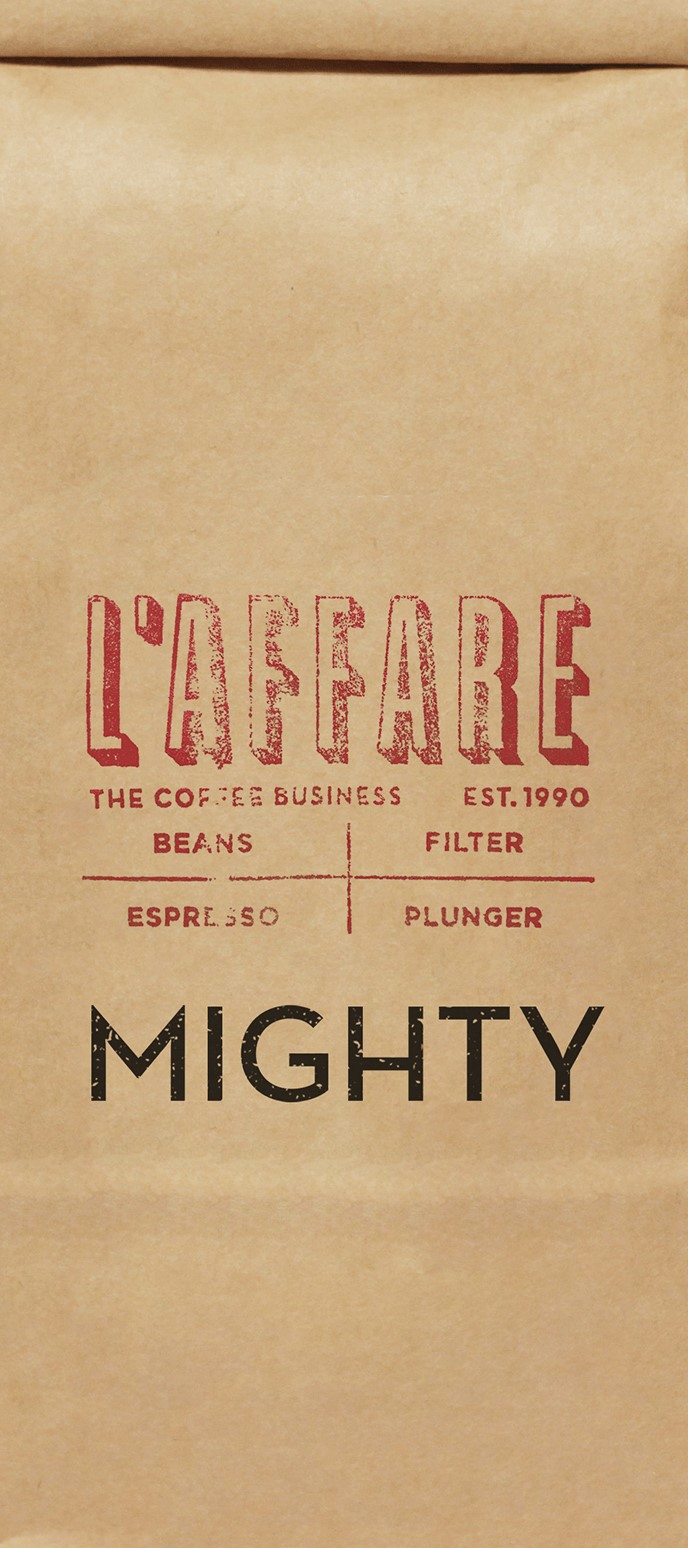 L'AFFARE
THE COFFEE BUSINESS EST. 1990
BEANS FILTER
ESPRESSO PLUNGER
MIGHTY